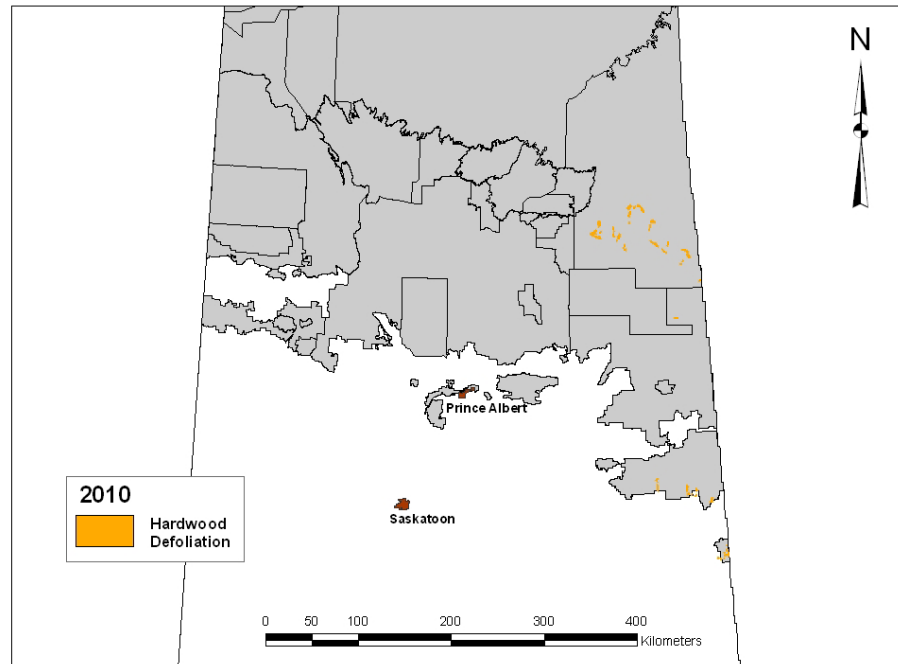 N
Prince Albert
Saskatoon
2010
Hardwood
Defoliation
0 50 100 200 300 400
Kilometers